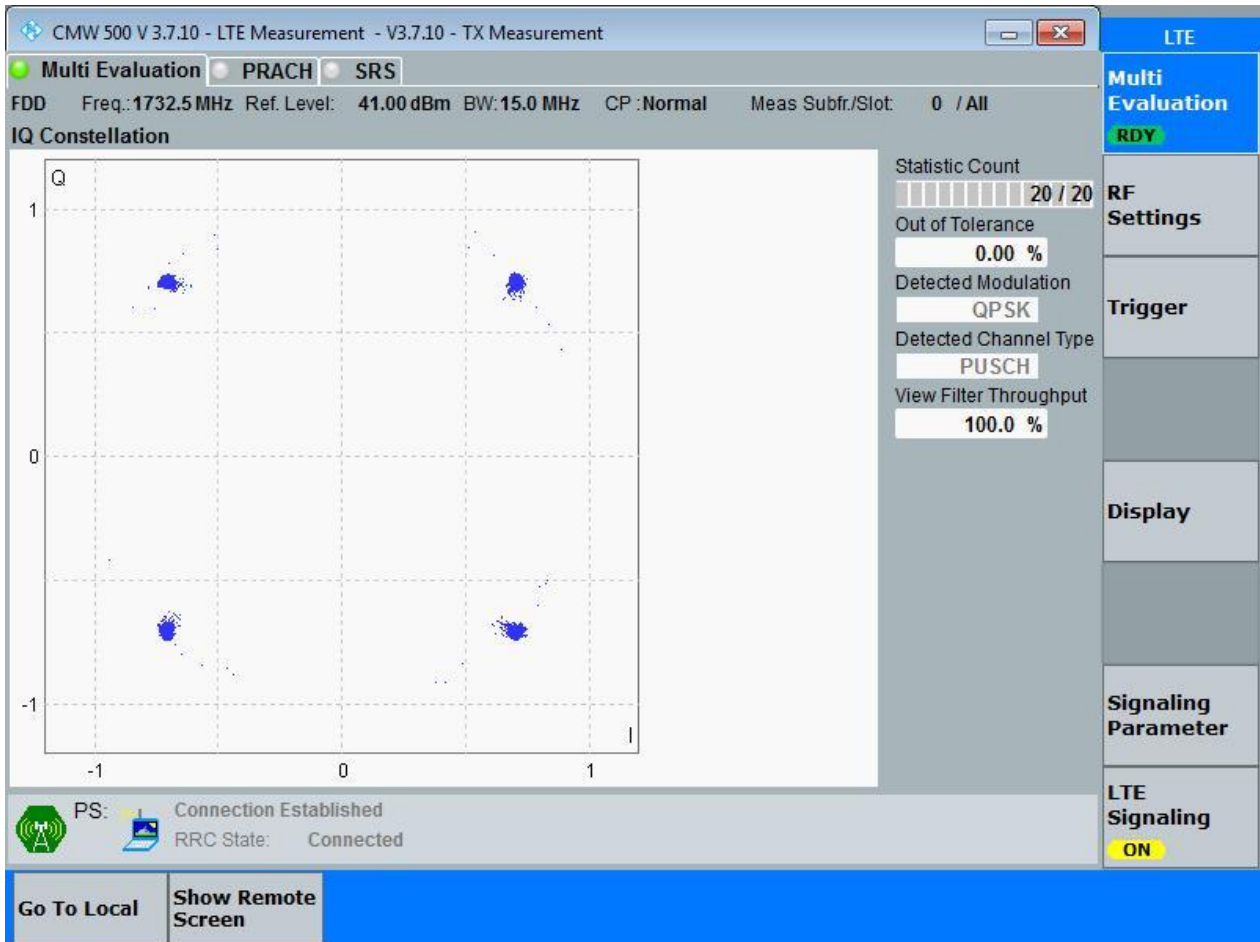 CMW 500 V 3.7.10 - LTE Measurement - V3.7.10 - TX Measurement
LTE
Multi Evaluation PRACH SRS
FDD Freq.:1732.5 MHz Ref. Level: 41.00 dBm BW:15.0 MHz CP :Normal Meas Subfr./Slot: 0 / All
IQ Constellation
Q
1
0
-1
I
-1 0 1
Statistic Count
20 / 20
Out of Tolerance
0.00 %
Detected Modulation
QPSK
Detected Channel Type
PUSCH
View Filter Throughput
100.0 %
Multi
Evaluation
RDY
RF
Settings
Trigger
Display
Signaling
Parameter
LTE
Signaling
ON
PS: Connection Established
RRC State: Connected
Go To Local
Show Remote
Screen